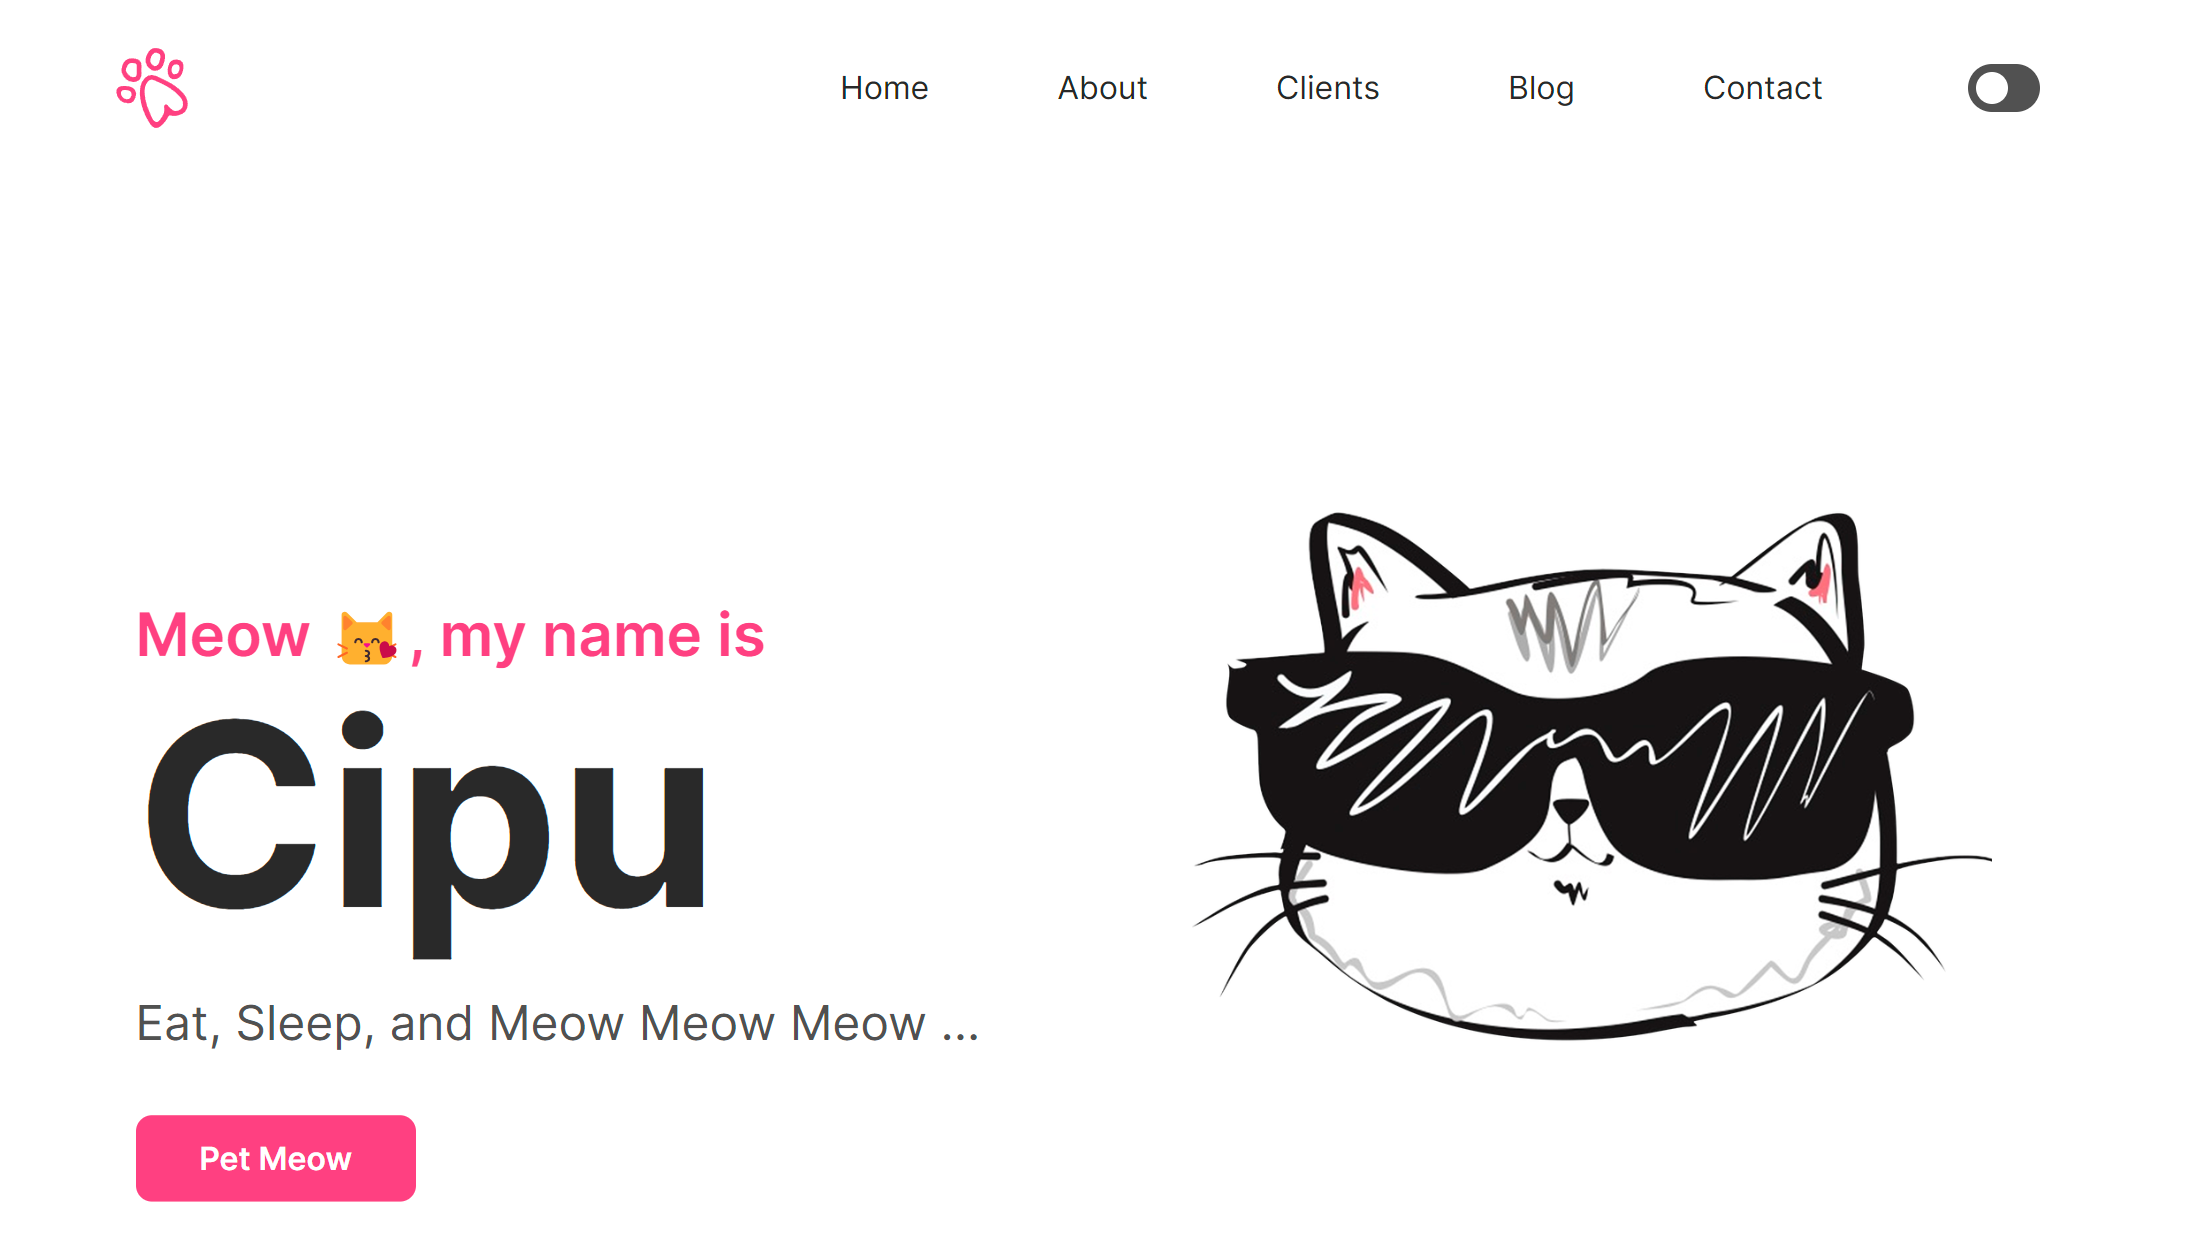 Home About Clients Blog Contact
Meow 😽, my name is
Cipu
Eat, Sleep, and Meow Meow Meow ...
Pet Meow